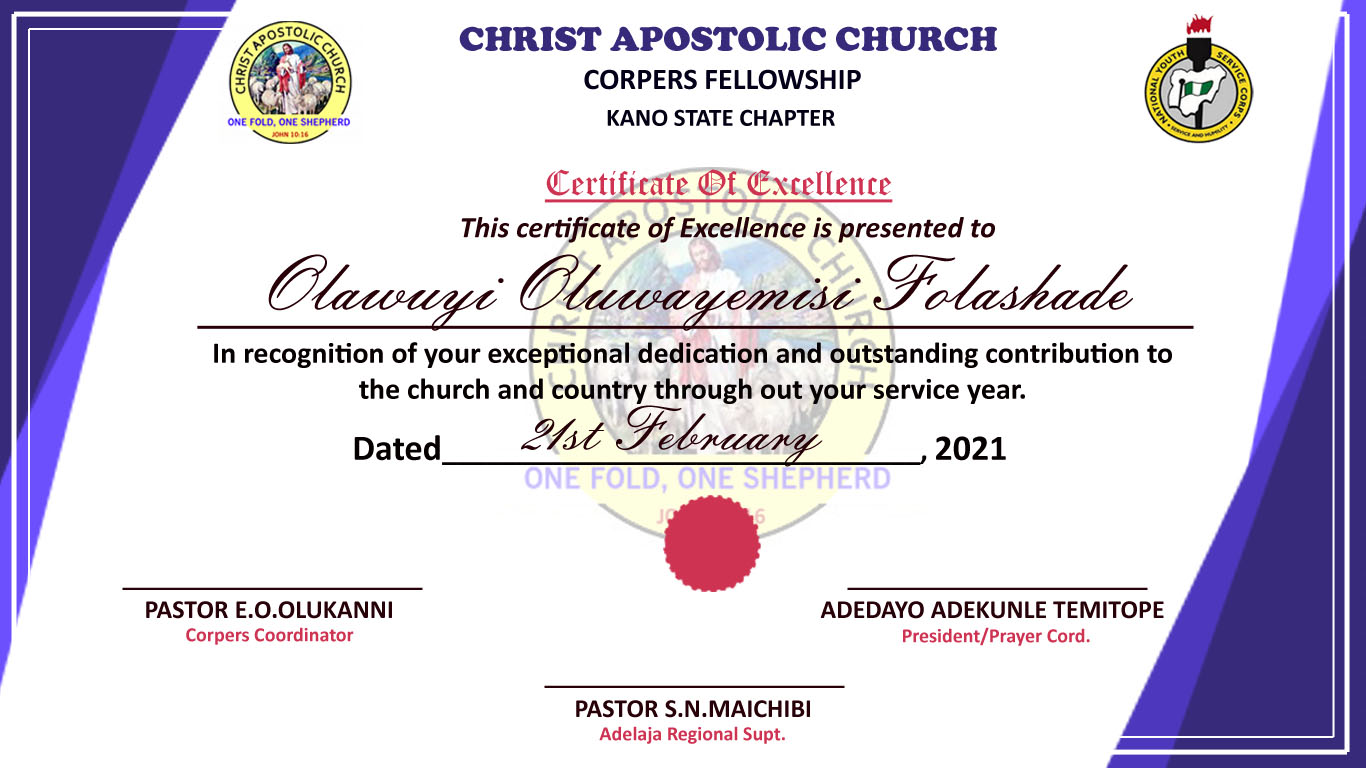 CHRIST APOSTOLIC CHURCH
CORPERS FELLOWSHIP
KANO STATE CHAPTER
CHRIST APOSTOLIC CHURCH
ONE FOLD, ONE SHEPHERD
JOHN 10:16
NATIONAL YOUTH SERVICE CORPS
SERVICE AND HUMILITY
Certificate Of Excellence
This certificate of Excellence is presented to
Olawuyi Oluwayemisi Folashade
In recognition of your exceptional dedication and outstanding contribution to
the church and country through out your service year.
Dated 21st February, 2021
CHRIST APOSTOLIC CHURCH
ONE FOLD, ONE SHEPHERD
PASTOR E.O.OLUKANNI
Corpers Coordinator
ADEDAYO ADEKUNLE TEMITOPE
President/Prayer Cord.
PASTOR S.N.MAICHIBI
Adelaja Regional Supt.